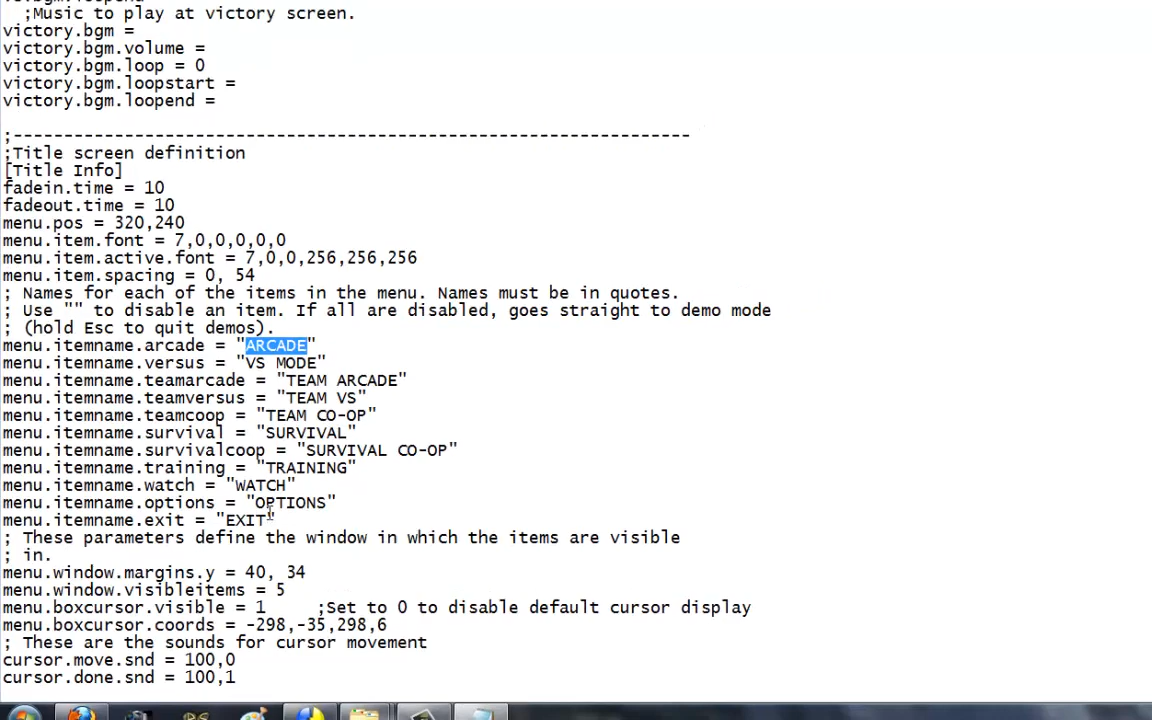 ;Music to play at victory screen.
victory.bgm =
victory.bgm.volume =
victory.bgm.loop = 0
victory.bgm.loopstart =
victory.bgm.loopend =
;-------------------------------------------------------------------
;Title screen definition
[Title Info]
fadein.time = 10
fadeout.time = 10
menu.pos = 320,240
menu.item.font = 7,0,0,0,0,0
menu.item.active.font = 7,0,0,256,256,256
menu.item.spacing = 0, 54
; Names for each of the items in the menu. Names must be in quotes.
; Use "" to disable an item. If all are disabled, goes straight to demo mode
; (hold Esc to quit demos).
menu.itemname.arcade = "ARCADE"
menu.itemname.versus = "VS MODE"
menu.itemname.teamarcade = "TEAM ARCADE"
menu.itemname.teamversus = "TEAM VS"
menu.itemname.teamcoop = "TEAM CO-OP"
menu.itemname.survival = "SURVIVAL"
menu.itemname.survivalcoop = "SURVIVAL CO-OP"
menu.itemname.training = "TRAINING"
menu.itemname.watch = "WATCH"
menu.itemname.options = "OPTIONS"
menu.itemname.exit = "EXIT"
; These parameters define the window in which the items are visible
; in.
menu.window.margins.y = 40, 34
menu.window.visibleitems = 5
menu.boxcursor.visible = 1     ;Set to 0 to disable default cursor display
menu.boxcursor.coords = -298,-35,298,6
; These are the sounds for cursor movement
cursor.move.snd = 100,0
cursor.done.snd = 100,1